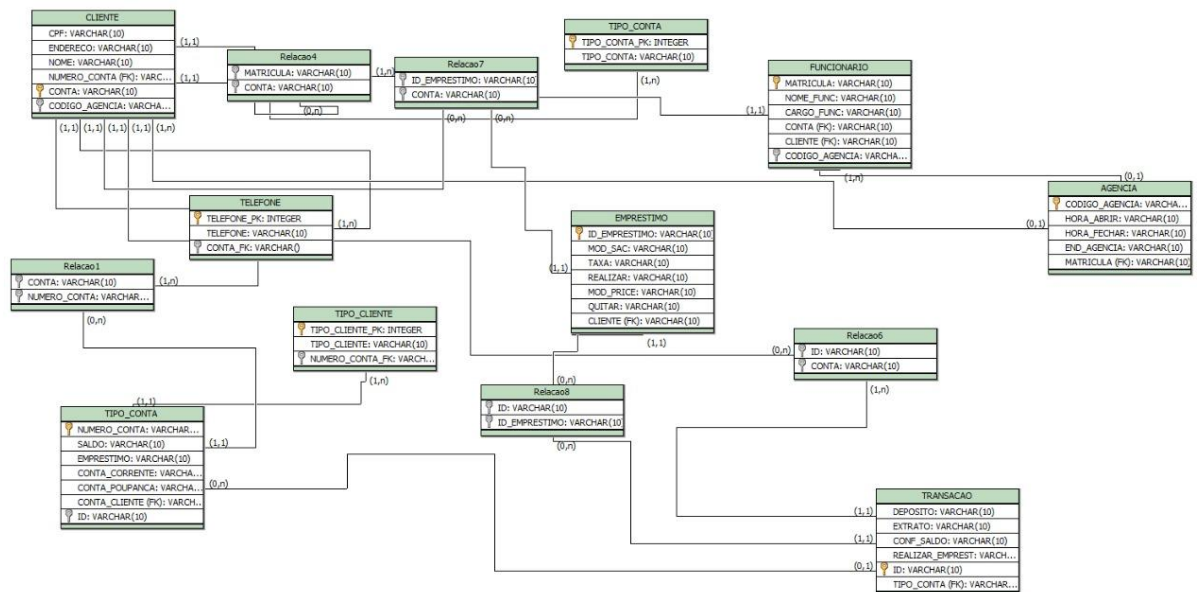 CLIENTE
CPF: VARCHAR(10)
ENDERECO: VARCHAR(10)
NOME: VARCHAR(10)
NUMERO_CONTA (FK): VARC...
CONTA: VARCHAR(10)
CODIGO_AGENCIA: VARCHA...
(1,1)
(1,1)
(1,1) (1,1) (1,1) (1,1) (1,n)
Relacao4
MATRICULA: VARCHAR(10)
CONTA: VARCHAR(10)
(0,n)
(1,n)
Relacao7
ID_EMPRESTIMO: VARCHAR(10)
CONTA: VARCHAR(10)
(0,n) (0,n)
TIPO_CONTA
TIPO_CONTA_PK: INTEGER
TIPO_CONTA: VARCHAR(10)
(1,n)
FUNCIONARIO
MATRICULA: VARCHAR(10)
NOME_FUNC: VARCHAR(10)
CARGO_FUNC: VARCHAR(10)
CONTA (FK): VARCHAR(10)
CLIENTE (FK): VARCHAR(10)
CODIGO_AGENCIA: VARCHA...
(1,1)
(1,n)
(0,1)
AGENCIA
CODIGO_AGENCIA: VARCHA...
HORA_ABRIR: VARCHAR(10)
HORA_FECHAR: VARCHAR(10)
END_AGENCIA: VARCHAR(10)
MATRICULA (FK): VARCHAR(10)
(0,1)
TELEFONE
TELEFONE_PK: INTEGER
TELEFONE: VARCHAR(10)
CONTA_FK: VARCHAR()
(1,n)
(1,n)
EMPRESTIMO
ID_EMPRESTIMO: VARCHAR(10)
MOD_SAC: VARCHAR(10)
TAXA: VARCHAR(10)
REALIZAR: VARCHAR(10)
MOD_PRICE: VARCHAR(10)
QUITAR: VARCHAR(10)
CLIENTE (FK): VARCHAR(10)
(1,1)
(1,1)
Relacao1
CONTA: VARCHAR(10)
NUMERO_CONTA: VARCHAR...
(0,n)
TIPO_CLIENTE
TIPO_CLIENTE_PK: INTEGER
TIPO_CLIENTE: VARCHAR(10)
NUMERO_CONTA_FK: VARCH...
(1,n)
Relacao6
ID: VARCHAR(10)
CONTA: VARCHAR(10)
(0,n)
(1,n)
Relacao8
ID: VARCHAR(10)
ID_EMPRESTIMO: VARCHAR(10)
(0,n)
(0,n)
TIPO_CONTA
NUMERO_CONTA: VARCHAR...
SALDO: VARCHAR(10)
EMPRESTIMO: VARCHAR(10)
CONTA_CORRENTE: VARCHA...
CONTA_POUPANCA: VARCHA...
CONTA_CLIENTE (FK): VARCH...
ID: VARCHAR(10)
(1,1)
(1,1)
(0,n)
TRANSACAO
DEPOSITO: VARCHAR(10)
EXTRATO: VARCHAR(10)
CONF_SALDO: VARCHAR(10)
REALIZAR_EMPREST: VARCH...
ID: VARCHAR(10)
TIPO_CONTA (FK): VARCHAR...
(1,1)
(1,1)
(0,1)